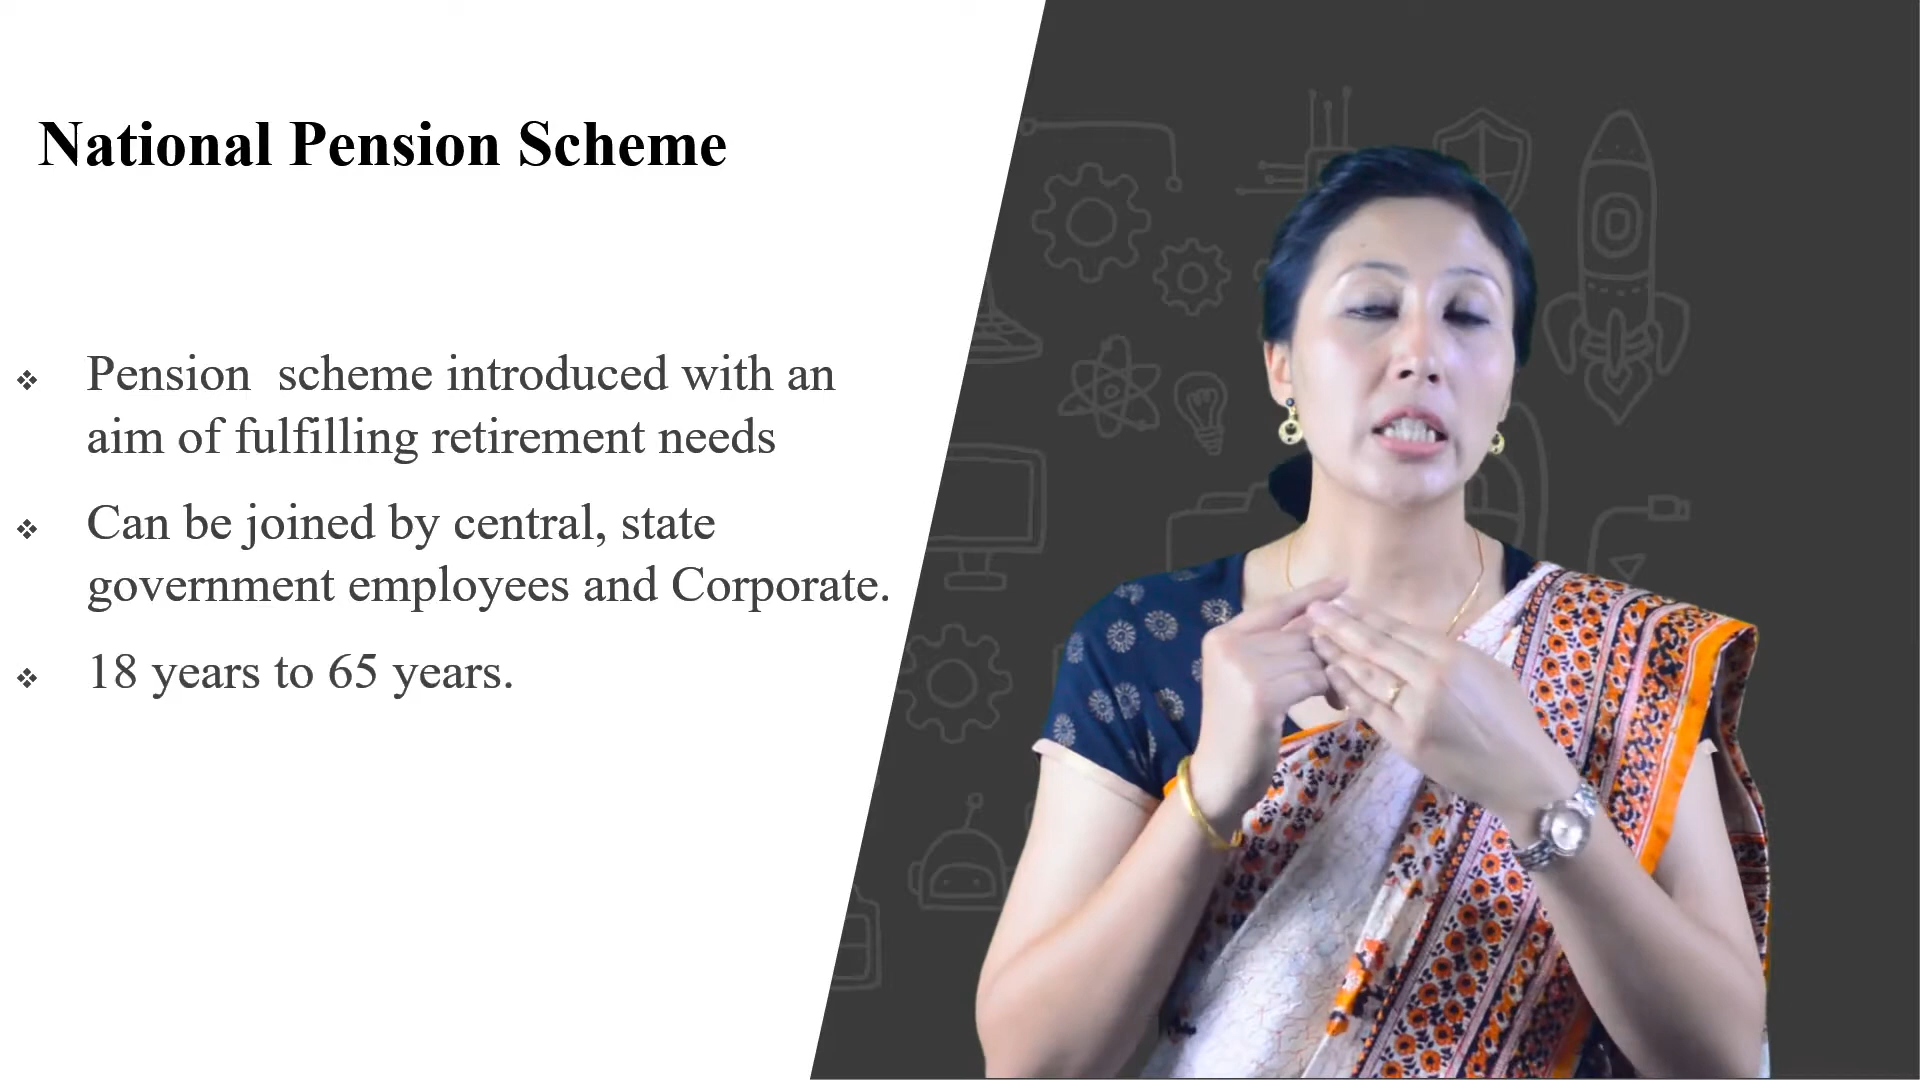 National Pension Scheme
❖ Pension scheme introduced with an
aim of fulfilling retirement needs
❖ Can be joined by central, state
government employees and Corporate.
❖ 18 years to 65 years.